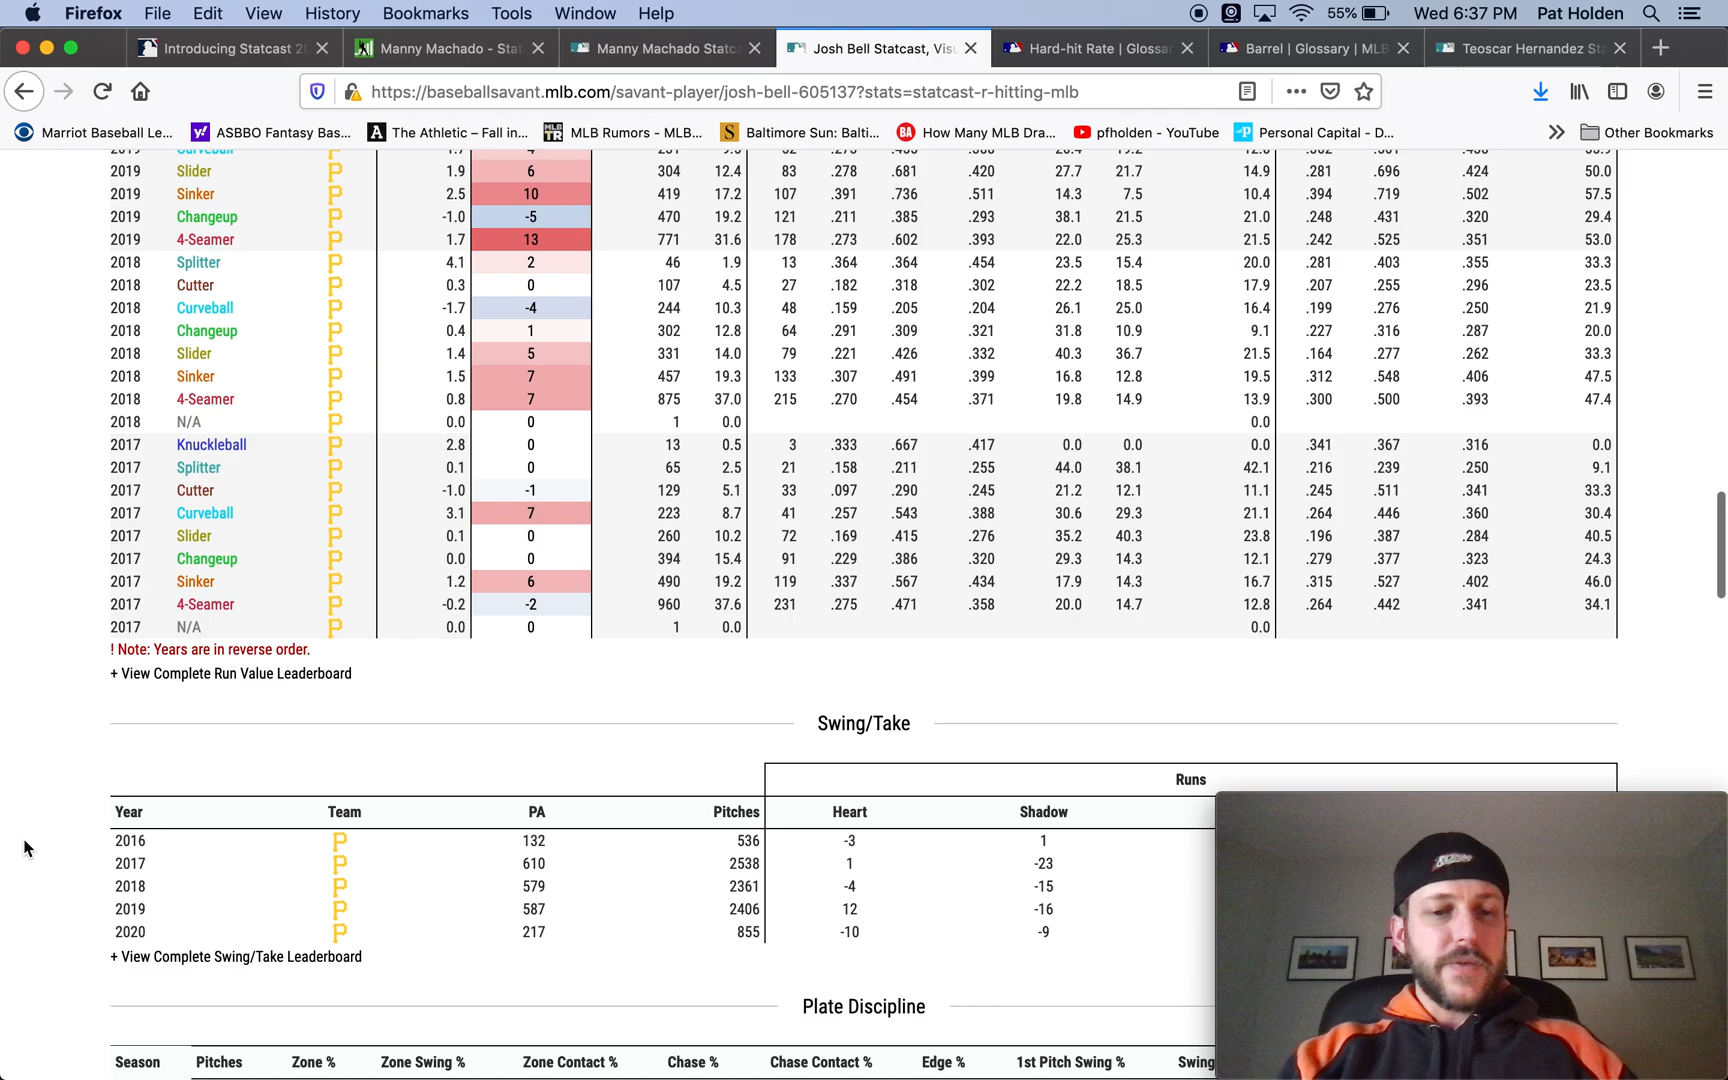 Firefox File Edit View History Bookmarks Tools Window Help 55% Wed 6:37 PM Pat Holden
Introducing Statcast 2 Manny Machado - Sta Manny Machado Statc Josh Bell Statcast, Vis Hard-hit Rate | Glossar Barrel | Glossary | MLB Teoscar Hernandez St
https://baseballsavant.mlb.com/savant-player/josh-bell-605137?stats=statcast-r-hitting-mlb
Marriot Baseball Le... ASBBO Fantasy Bas... The Athletic – Fall in... MLB Rumors - MLB... Baltimore Sun: Balti... How Many MLB Dra... pfholden - YouTube Personal Capital - D... Other Bookmarks
2019 Slider 1.9 6 304 12.4 83 .278 .681 .420 27.7 21.7 14.9 .281 .696 .424 50.0
2019 Sinker 2.5 10 419 17.2 107 .391 .736 .511 14.3 7.5 10.4 .394 .719 .502 57.5
2019 Changeup -1.0 -5 470 19.2 121 .211 .385 .293 38.1 21.5 21.0 .248 .431 .320 29.4
2019 4-Seamer 1.7 13 771 31.6 178 .273 .602 .393 22.0 25.3 21.5 .242 .525 .351 53.0
2018 Splitter 4.1 2 46 1.9 13 .364 .364 .454 23.5 15.4 20.0 .281 .403 .355 33.3
2018 Cutter 0.3 0 107 4.5 27 .182 .318 .302 22.2 18.5 17.9 .207 .255 .296 23.5
2018 Curveball -1.7 -4 244 10.3 48 .159 .205 .204 26.1 25.0 16.4 .199 .276 .250 21.9
2018 Changeup 0.4 1 302 12.8 64 .291 .309 .321 31.8 10.9 9.1 .227 .316 .287 20.0
2018 Slider 1.4 5 331 14.0 79 .221 .426 .332 40.3 36.7 21.5 .164 .277 .262 33.3
2018 Sinker 1.5 7 457 19.3 133 .307 .491 .399 16.8 12.8 19.5 .312 .548 .406 47.5
2018 4-Seamer 0.8 7 875 37.0 215 .270 .454 .371 19.8 14.9 13.9 .300 .500 .393 47.4
2018 N/A 0.0 0 1 0.0 0.0
2017 Knuckleball 2.8 0 13 0.5 3 .333 .667 .417 0.0 0.0 0.0 .341 .367 .316 0.0
2017 Splitter 0.1 0 65 2.5 21 .158 .211 .255 44.0 38.1 42.1 .216 .239 .250 9.1
2017 Cutter -1.0 -1 129 5.1 33 .097 .290 .245 21.2 12.1 11.1 .245 .511 .341 33.3
2017 Curveball 3.1 7 223 8.7 41 .257 .543 .388 30.6 29.3 21.1 .264 .446 .360 30.4
2017 Slider 0.1 0 260 10.2 72 .169 .415 .276 35.2 40.3 23.8 .196 .387 .284 40.5
2017 Changeup 0.0 0 394 15.4 91 .229 .386 .320 29.3 14.3 12.1 .279 .377 .323 24.3
2017 Sinker 1.2 6 490 19.2 119 .337 .567 .434 17.9 14.3 16.7 .315 .527 .402 46.0
2017 4-Seamer -0.2 -2 960 37.6 231 .275 .471 .358 20.0 14.7 12.8 .264 .442 .341 34.1
2017 N/A 0.0 0 1 0.0 0.0
! Note: Years are in reverse order.
+ View Complete Run Value Leaderboard
Swing/Take
Runs
Year Team PA Pitches Heart Shadow
2016 132 536 -3 1
2017 610 2538 1 -23
2018 579 2361 -4 -15
2019 587 2406 12 -16
2020 217 855 -10 -9
+ View Complete Swing/Take Leaderboard
Plate Discipline
Season Pitches Zone % Zone Swing % Zone Contact % Chase % Chase Contact % Edge % 1st Pitch Swing % Swing